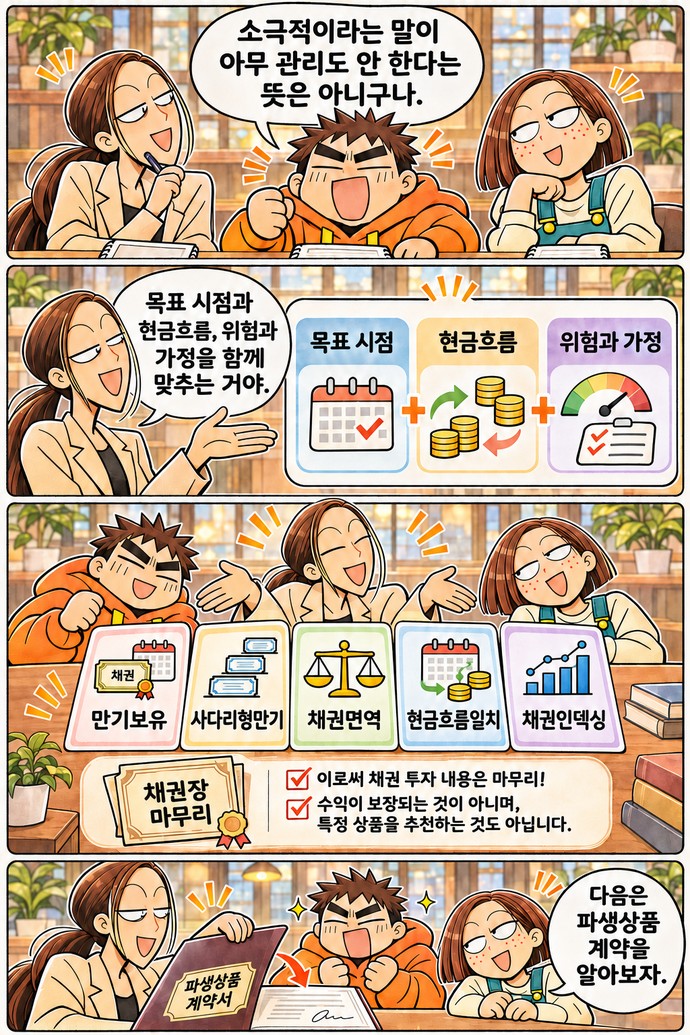 소극적이라는 말이
아무 관리도 안 한다는
뜻은 아니구나.
목표 시점과
현금흐름, 위험과
가정을 함께
맞추는 거야.
목표 시점
현금흐름
위험과 가정
채권
만기보유
사다리형만기
채권면역
현금흐름일치
채권인덱싱
채권장
마무리
이로써 채권 투자 내용은 마무리!
수익이 보장되는 것이 아니며,
특정 상품을 추천하는 것도 아닙니다.
파생상품
계약서
다음은
파생상품
계약을
알아보자.